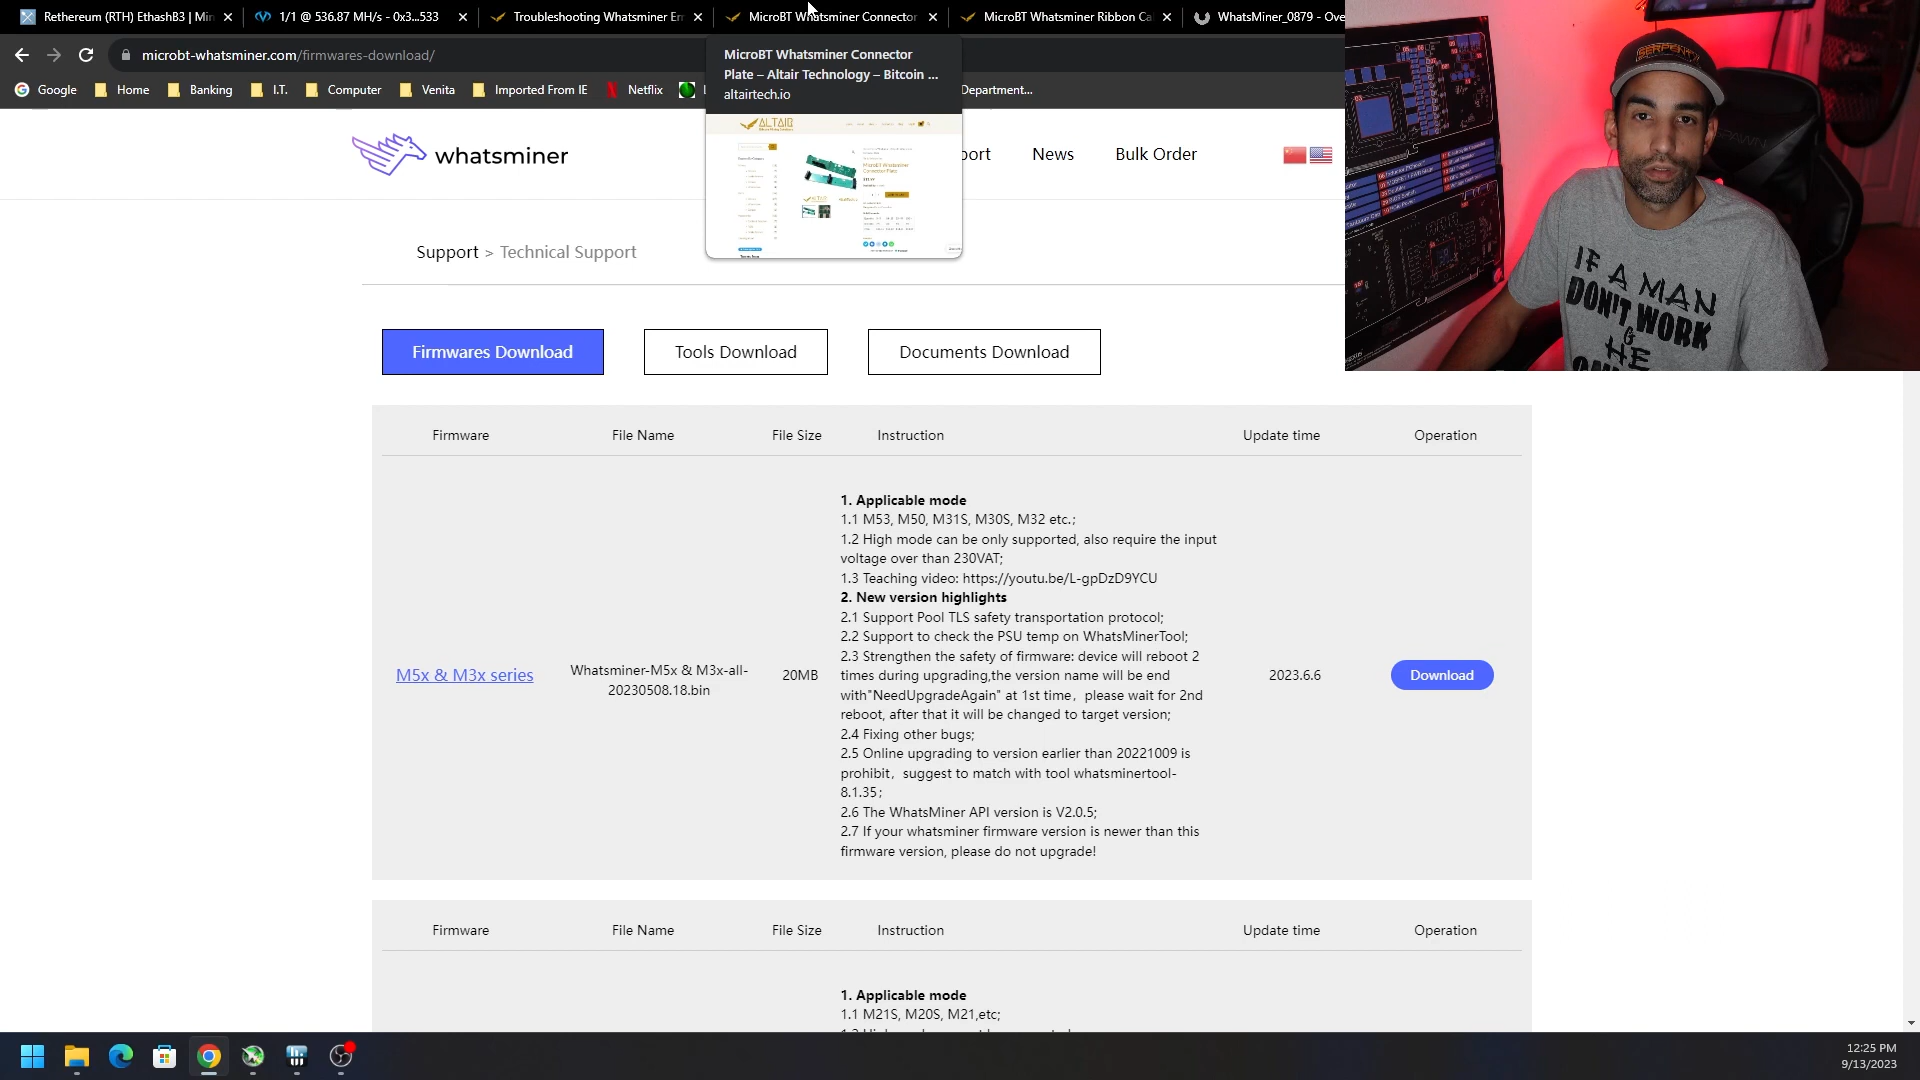 Rethereum (RTH) EthashB3 | Min
1/1 @ 536.87 MH/s - 0x3...533
Troubleshooting Whatsminer Er
MicroBT Whatsminer Connector
MicroBT Whatsminer Ribbon Ca
WhatsMiner_0879 - Ove
microbt-whatsminer.com/firmwares-download/
Google
Home
Banking
I.T.
Computer
Venita
Imported From IE
Netflix
Department...
MicroBT Whatsminer Connector
Plate – Altair Technology – Bitcoin ...
altairtech.io
ALTAIR
MicroBT Whatsminer
Connector Plate
whatsminer
port
News
Bulk Order
Support > Technical Support
Firmwares Download
Tools Download
Documents Download
Firmware File Name File Size Instruction Update time Operation
1. Applicable mode
1.1 M53, M50, M31S, M30S, M32 etc.;
1.2 High mode can be only supported, also require the input
voltage over than 230VAT;
1.3 Teaching video: https://youtu.be/L-gpDzD9YCU
2. New version highlights
2.1 Support Pool TLS safety transportation protocol;
2.2 Support to check the PSU temp on WhatsMinerTool;
2.3 Strengthen the safety of firmware: device will reboot 2
times during upgrading,the version name will be end
with"NeedUpgradeAgain" at 1st time，please wait for 2nd
reboot, after that it will be changed to target version;
2.4 Fixing other bugs;
2.5 Online upgrading to version earlier than 20221009 is
prohibit，suggest to match with tool whatsminertool-
8.1.35；
2.6 The WhatsMiner API version is V2.0.5;
2.7 If your whatsminer firmware version is newer than this
firmware version, please do not upgrade!
M5x & M3x series
Whatsminer-M5x & M3x-all-
20230508.18.bin
20MB
2023.6.6
Download
Firmware File Name File Size Instruction Update time Operation
1. Applicable mode
1.1 M21S, M20S, M21,etc;
SERPENT
IF A MAN
DON'T WORK
&
HE
12:25 PM
9/13/2023